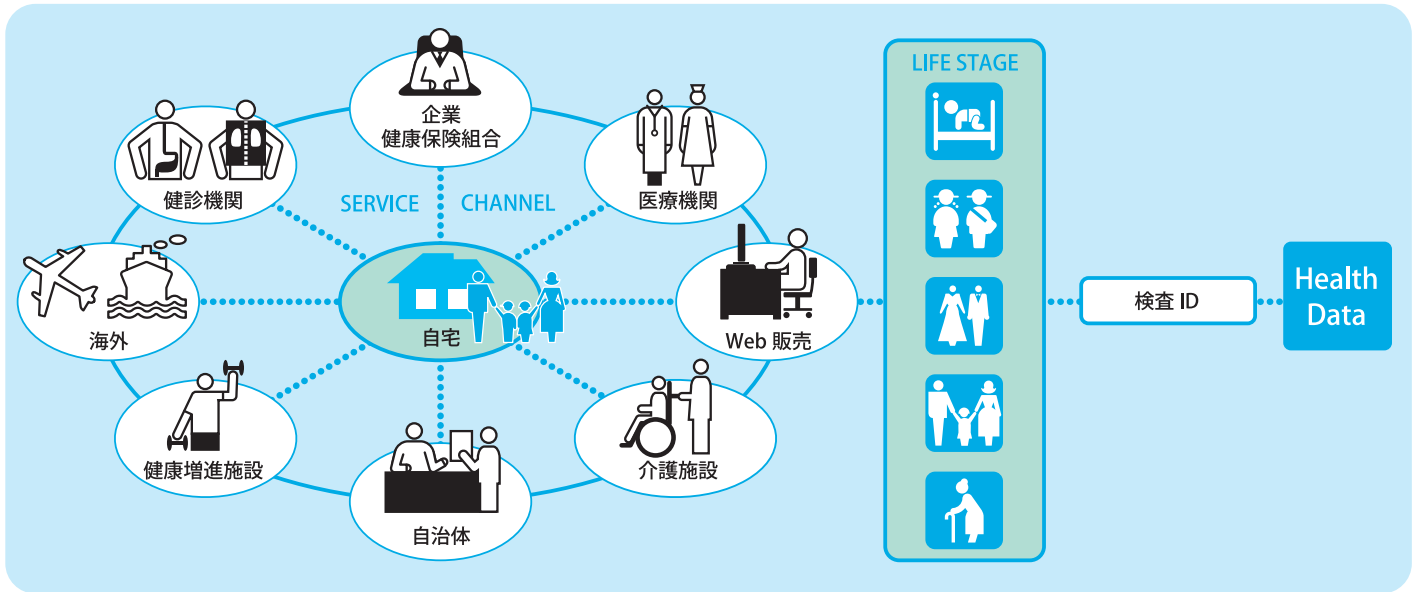 企業
健康保険組合
健診機関
医療機関
SERVICE CHANNEL
海外
自宅
Web 販売
健康増進施設
介護施設
自治体
LIFE STAGE
検査 ID
Health
Data